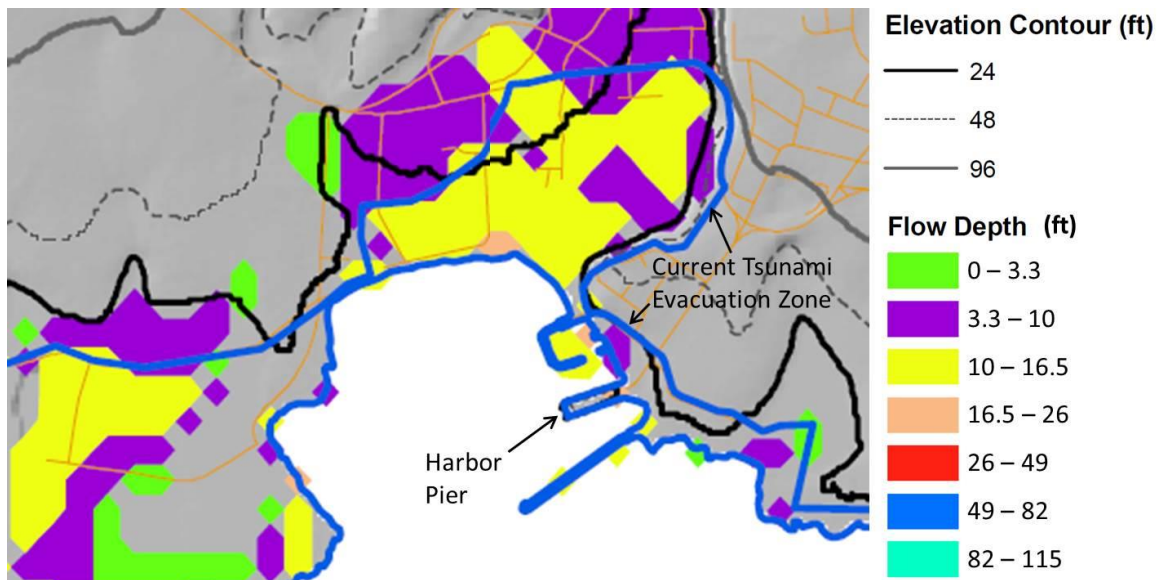 Elevation Contour (ft)
24
48
96
Flow Depth (ft)
0 – 3.3
3.3 – 10
10 – 16.5
16.5 – 26
26 – 49
49 – 82
82 – 115
Current Tsunami
Evacuation Zone
Harbor
Pier